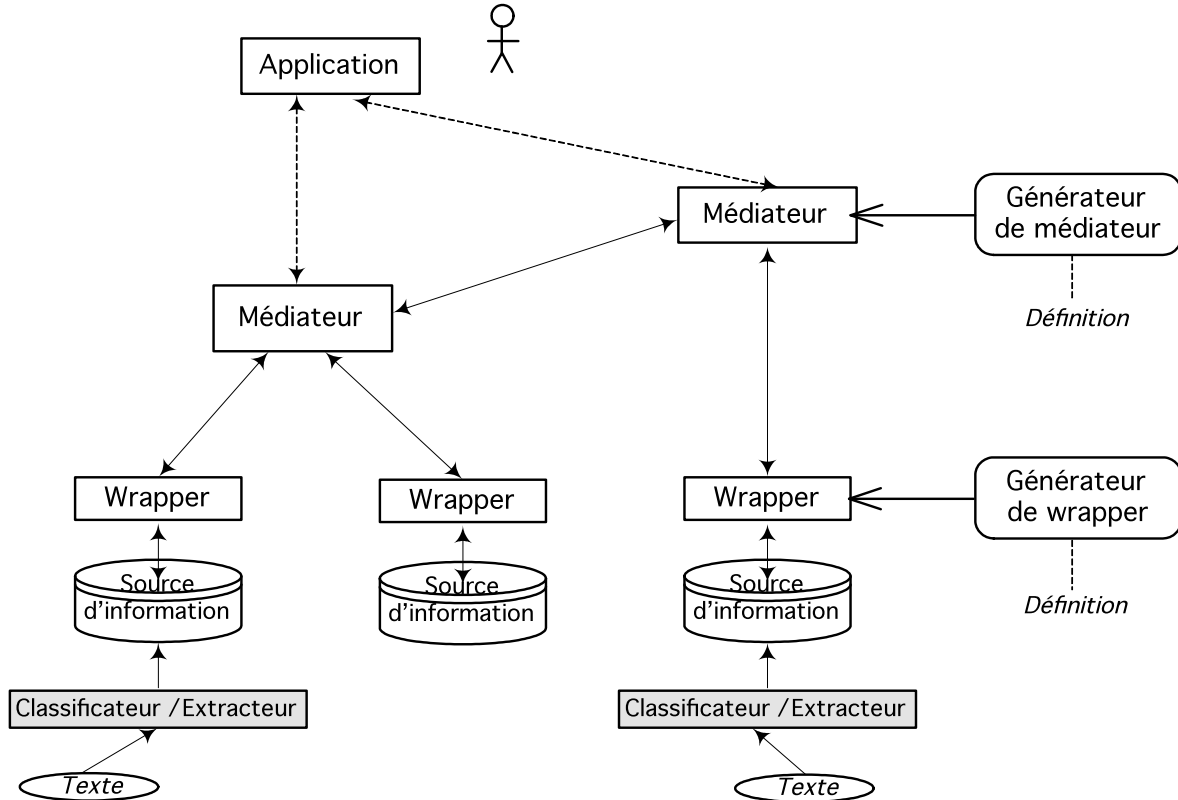 Application
Médiateur
Générateur
de médiateur
Définition
Médiateur
Wrapper
Wrapper
Wrapper
Générateur
de wrapper
Définition
Source
d'information
Source
d'information
Source
d'information
Classificateur /Extracteur
Classificateur /Extracteur
Texte
Texte